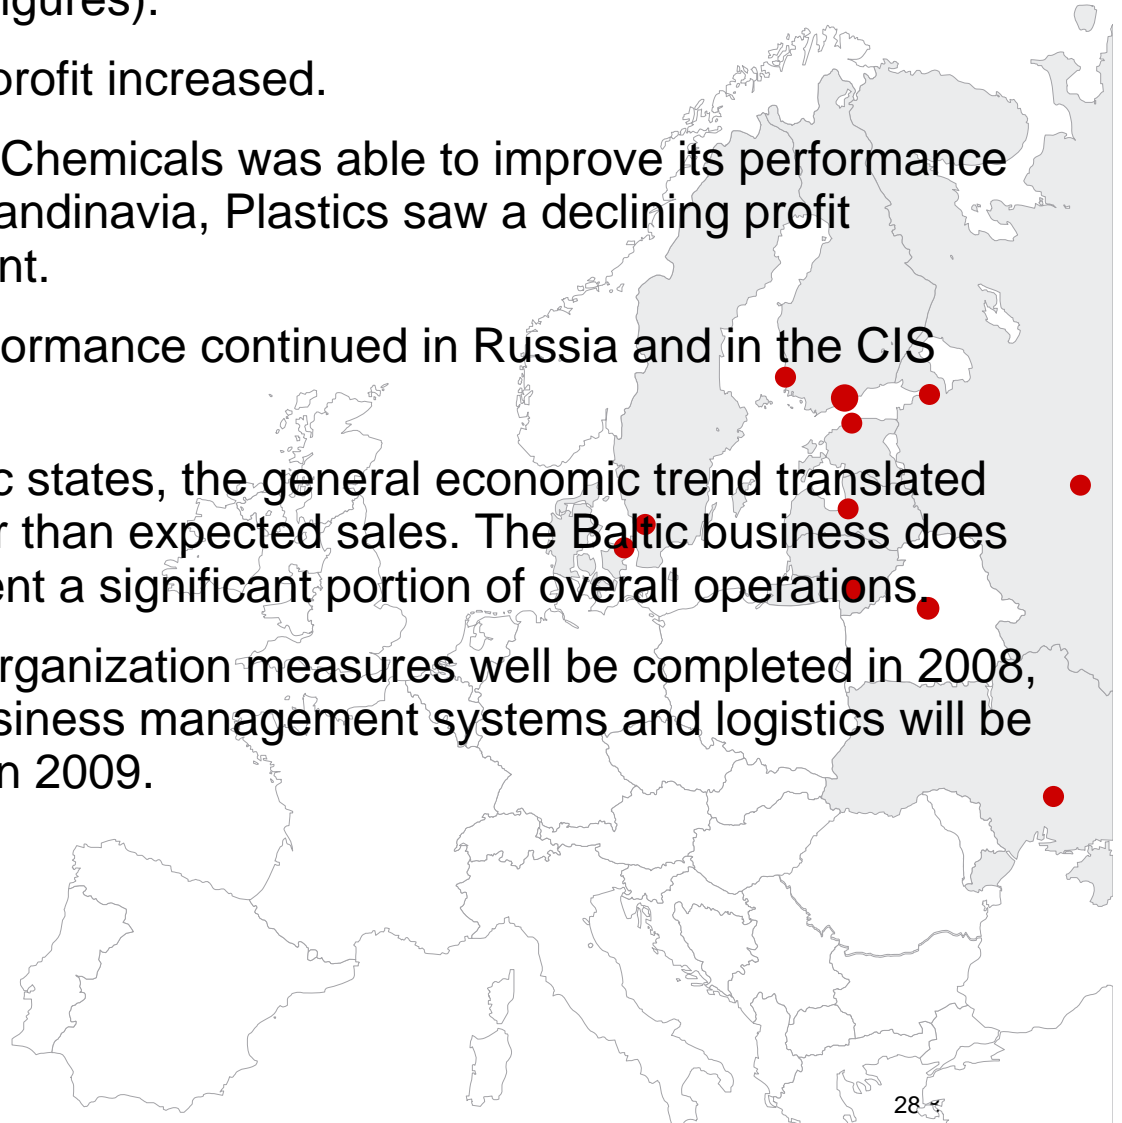 igures).
profit increased.
Chemicals was able to improve its performance
andinavia, Plastics saw a declining profit
nt.
ormance continued in Russia and in the CIS
c states, the general economic trend translated
r than expected sales. The Baltic business does
ent a significant portion of overall operations.
rganization measures well be completed in 2008,
siness management systems and logistics will be
n 2009.
28